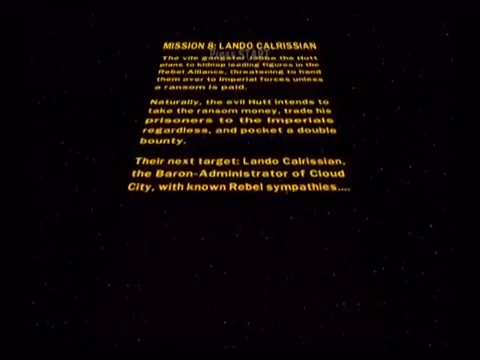 MISSION 8: LANDO CALRISSIAN
Press START
The vile gangster Jabba the Hutt
plans to kidnap leading figures in the
Rebel Alliance, threatening to hand
them over to Imperial forces unless
a ransom is paid.
Naturally, the evil Hutt intends to
take the ransom money, trade his
prisoners to the Imperials
regardless, and pocket a double
bounty.
Their next target: Lando Calrissian,
the Baron-Administrator of Cloud
City, with known Rebel sympathies....